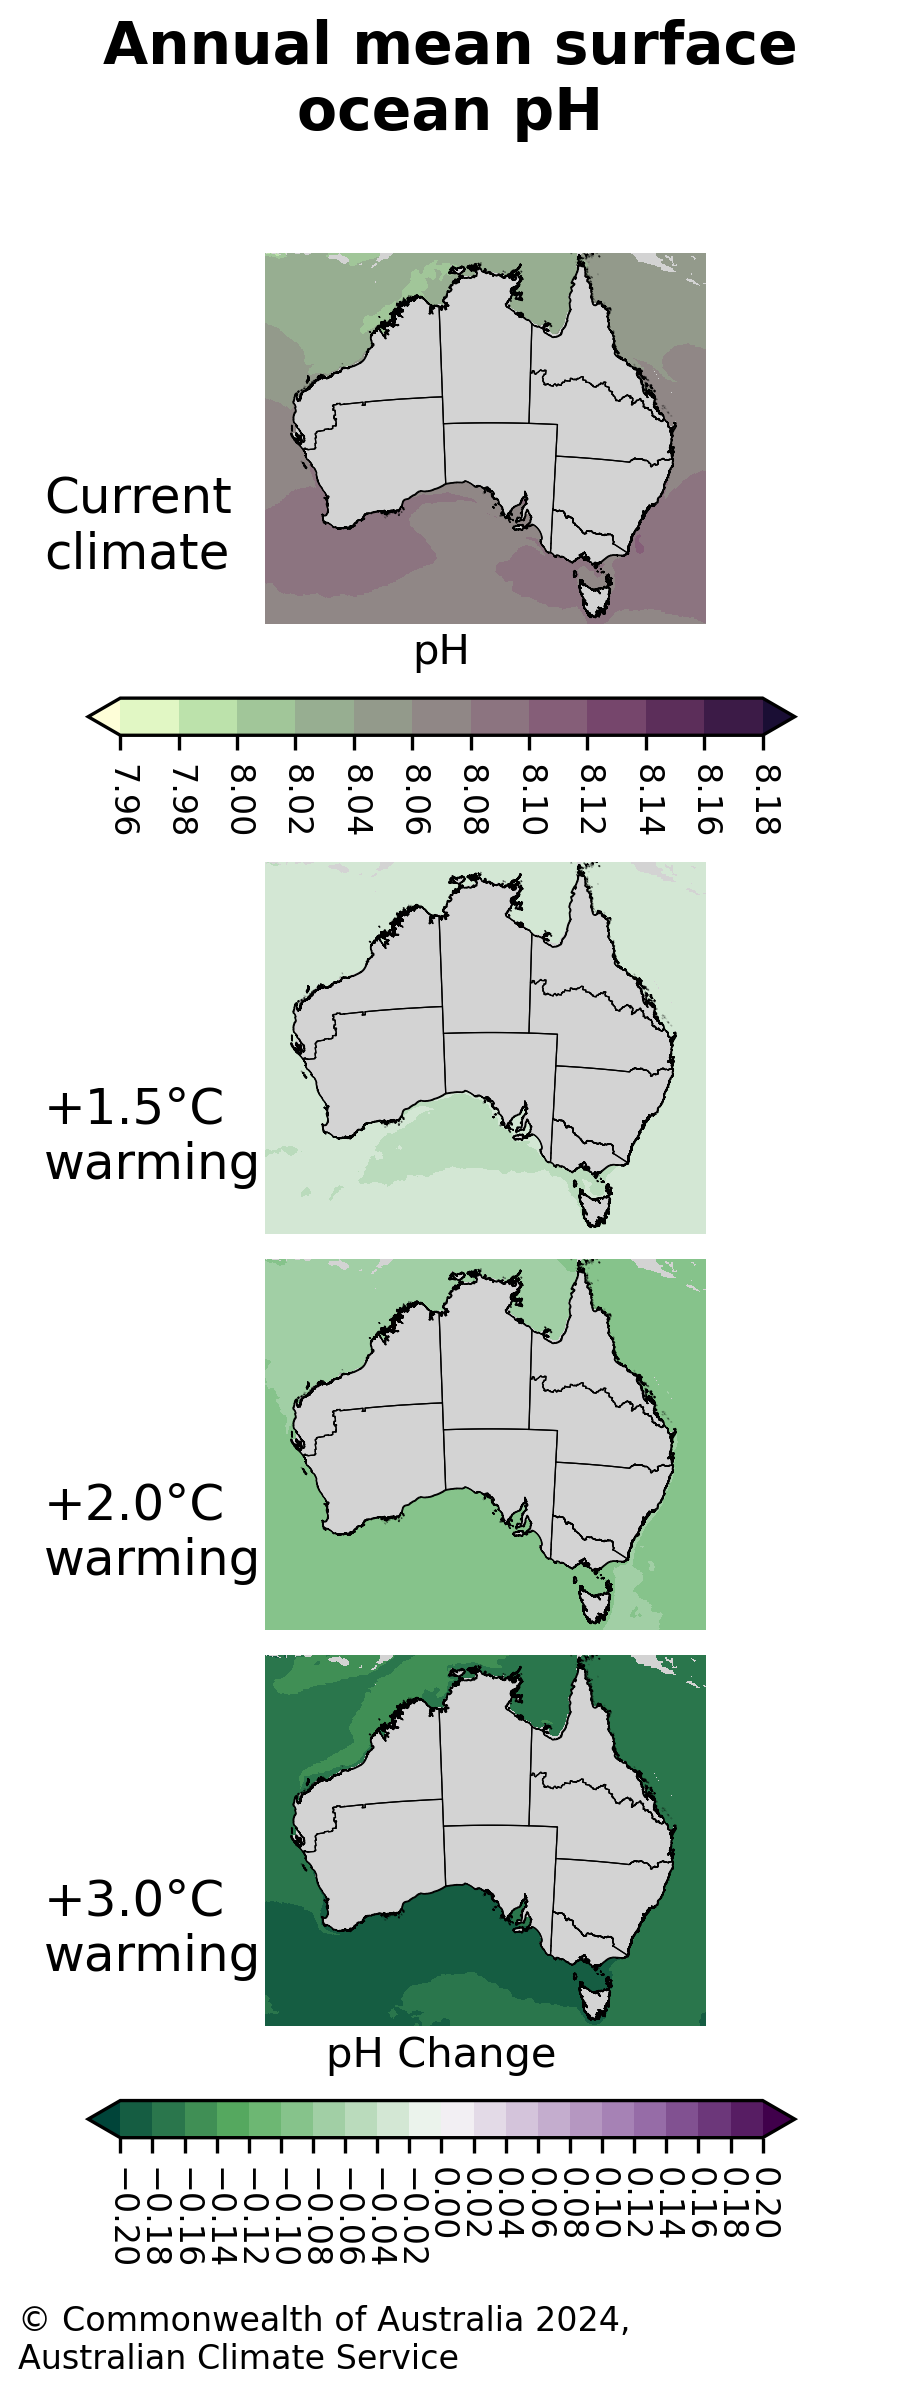 Annual mean surface
ocean pH
Current
climate
pH
7.96 7.98 8.00 8.02 8.04 8.06 8.08 8.10 8.12 8.14 8.16 8.18
+1.5°C
warming
+2.0°C
warming
+3.0°C
warming
pH Change
−0.20 −0.18 −0.16 −0.14 −0.12 −0.10 −0.08 −0.06 −0.04 −0.02 0.00 0.02 0.04 0.06 0.08 0.10 0.12 0.14 0.16 0.18 0.20
© Commonwealth of Australia 2024,
Australian Climate Service